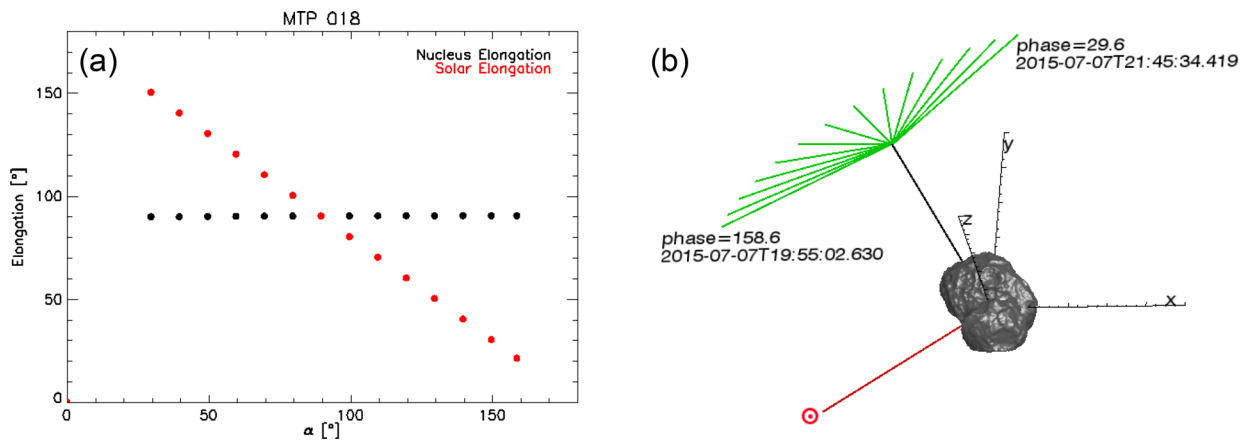 MTP 018
(a)
Nucleus Elongation
Solar Elongation
150
100
50
0
Elongation [°]
0
50
100
150
α [°]
(b)
phase=29.6
2015-07-07T21:45:34.419
y
z
x
phase=158.6
2015-07-07T19:55:02.630